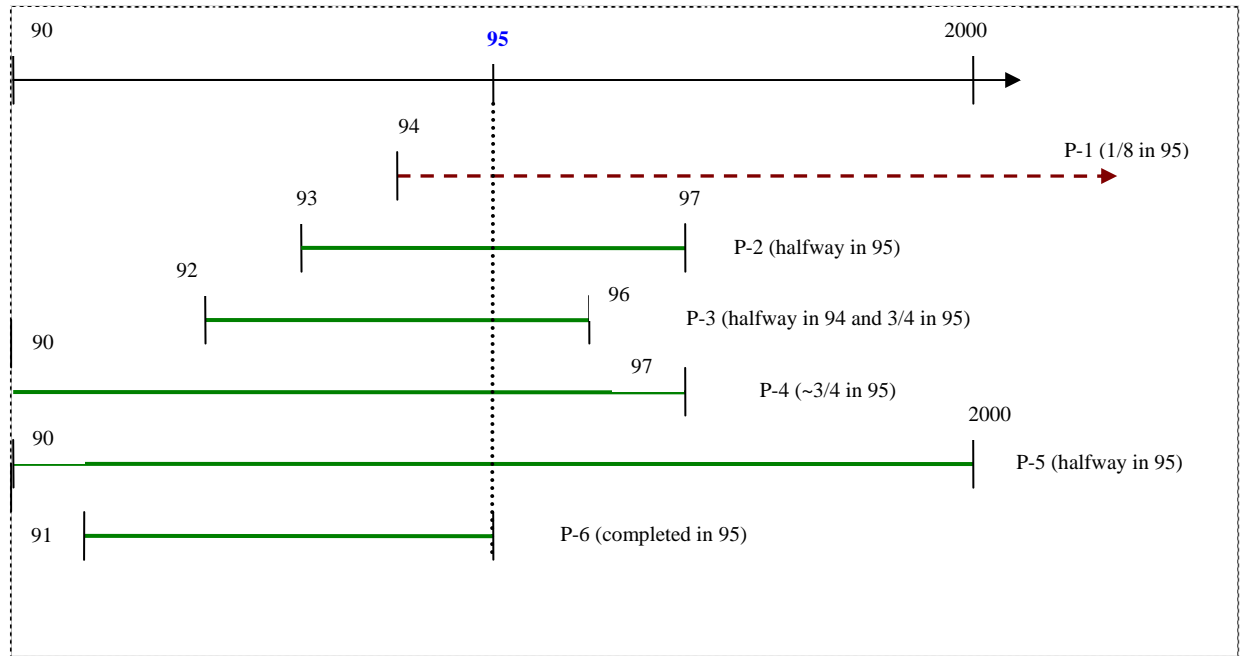 90
95
2000
94
P-1 (1/8 in 95)
93
97
P-2 (halfway in 95)
92
96
P-3 (halfway in 94 and 3/4 in 95)
90
97
P-4 (~3/4 in 95)
2000
90
P-5 (halfway in 95)
91
P-6 (completed in 95)